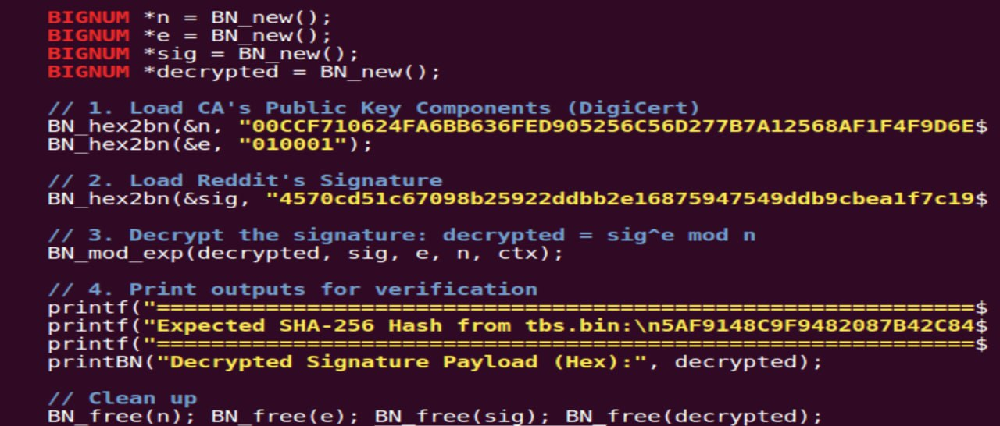 BIGNUM *n = BN_new();
BIGNUM *e = BN_new();
BIGNUM *sig = BN_new();
BIGNUM *decrypted = BN_new();
// 1. Load CA's Public Key Components (DigiCert)
BN_hex2bn(&n, "00CCF710624FA6BB636FED905256C56D277B7A12568AF1F4F9D6E$
BN_hex2bn(&e, "010001");
// 2. Load Reddit's Signature
BN_hex2bn(&sig, "4570cd51c67098b25922ddbb2e16875947549ddb9cbea1f7c19$
// 3. Decrypt the signature: decrypted = sig^e mod n
BN_mod_exp(decrypted, sig, e, n, ctx);
// 4. Print outputs for verification
printf("============================================================$
printf("Expected SHA-256 Hash from tbs.bin:\n5AF9148C9F9482087B42C84$
printf("============================================================$
printBN("Decrypted Signature Payload (Hex):", decrypted);
// Clean up
BN_free(n); BN_free(e); BN_free(sig); BN_free(decrypted);